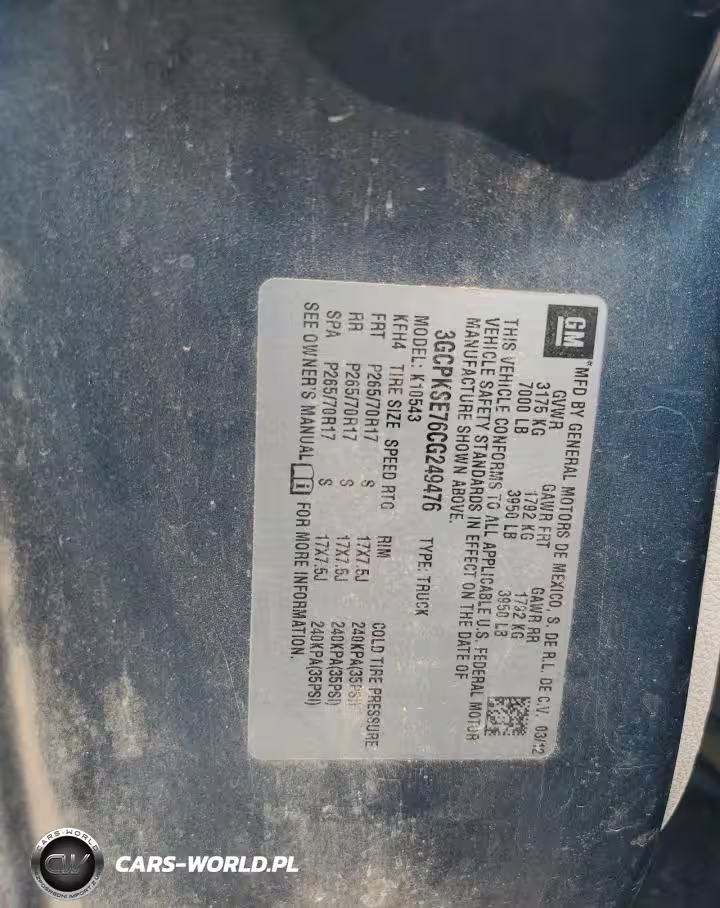 GM
"MFD BY GENERAL MOTORS DE MEXICO, S. DE R.L. DE C.V. 03/12
GVWR GAWR FRT GAWR RR
3175 KG 1792 KG 1792 KG
7000 LB 3950 LB 3950 LB
THIS VEHICLE CONFORMS TO ALL APPLICABLE U.S. FEDERAL MOTOR
VEHICLE SAFETY STANDARDS IN EFFECT ON THE DATE OF
MANUFACTURE SHOWN ABOVE.
3GCPKSE76CG249476 TYPE: TRUCK
MODEL: K10543
KFH4 TIRE SIZE SPEED RTG RIM COLD TIRE PRESSURE
FRT P265/70R17 S 17X7.5J 240KPA(35PSI)
RR P265/70R17 S 17X7.5J 240KPA(35PSI)
SPA P265/70R17 S 17X7.5J 240KPA(35PSI)
SEE OWNER'S MANUAL i FOR MORE INFORMATION.
CARS-WORLD
CW
CARS-WORLD.PL